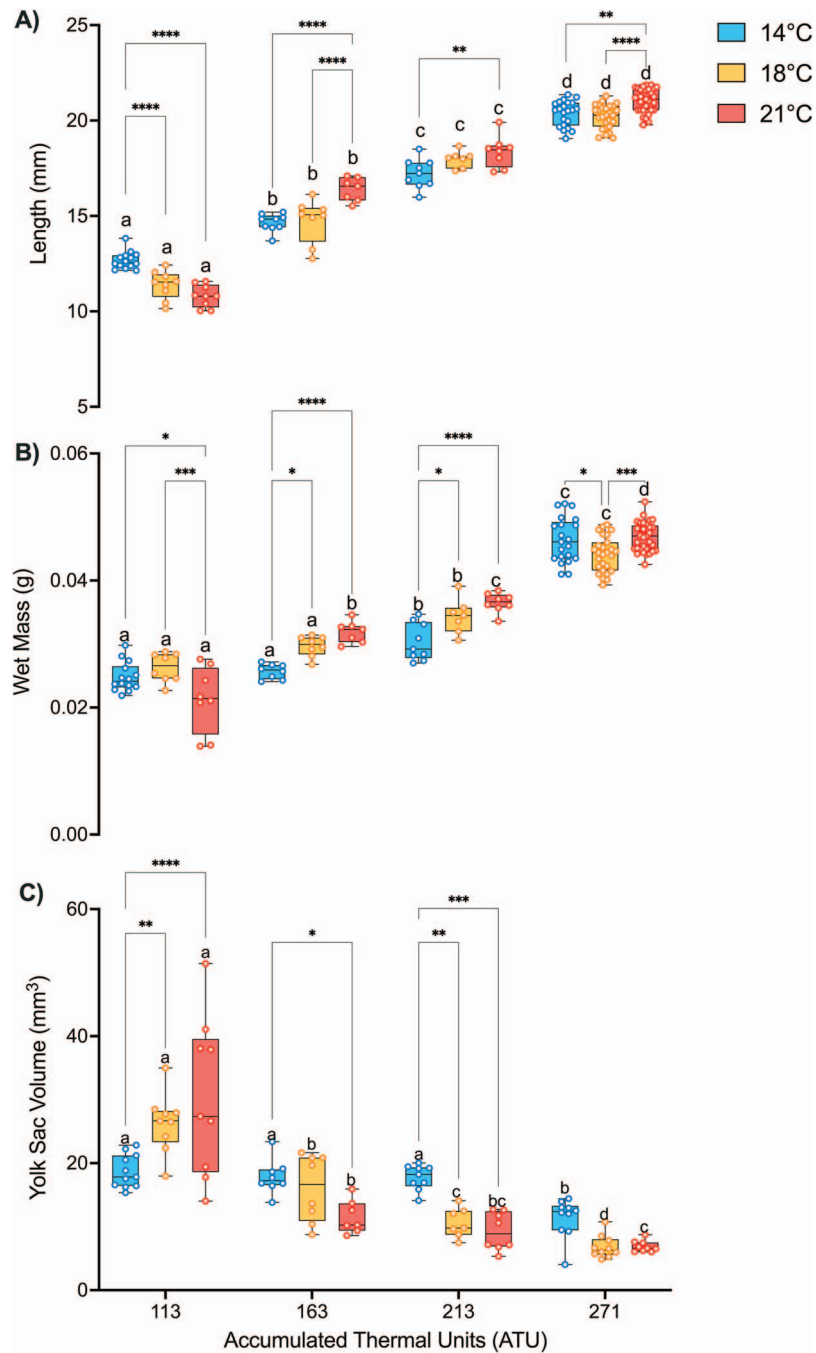 A)
25
20
15
10
5
Length (mm)
**** **** **** **** ** ** ****
a a a b b b c c c d d d
14°C
18°C
21°C
B)
0.06
0.04
0.02
0.00
Wet Mass (g)
* *** **** * **** * * ***
a a a a a b b b c c c d
C)
60
40
20
0
Yolk Sac Volume (mm³)
**** ** * *** **
a a a a b b a c bc b d c
113 163 213 271
Accumulated Thermal Units (ATU)